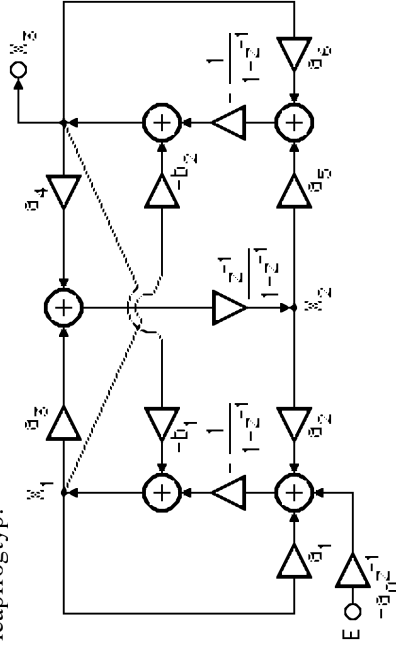 leapfrogtyp.
X₃
X₁
a₃
a₄
-b₁
-b₂
- 1 / 1-z⁻¹
z⁻¹ / 1-z⁻¹
- 1 / 1-z⁻¹
a₁
a₂
X₂
a₅
a₆
E
-a₀z⁻¹